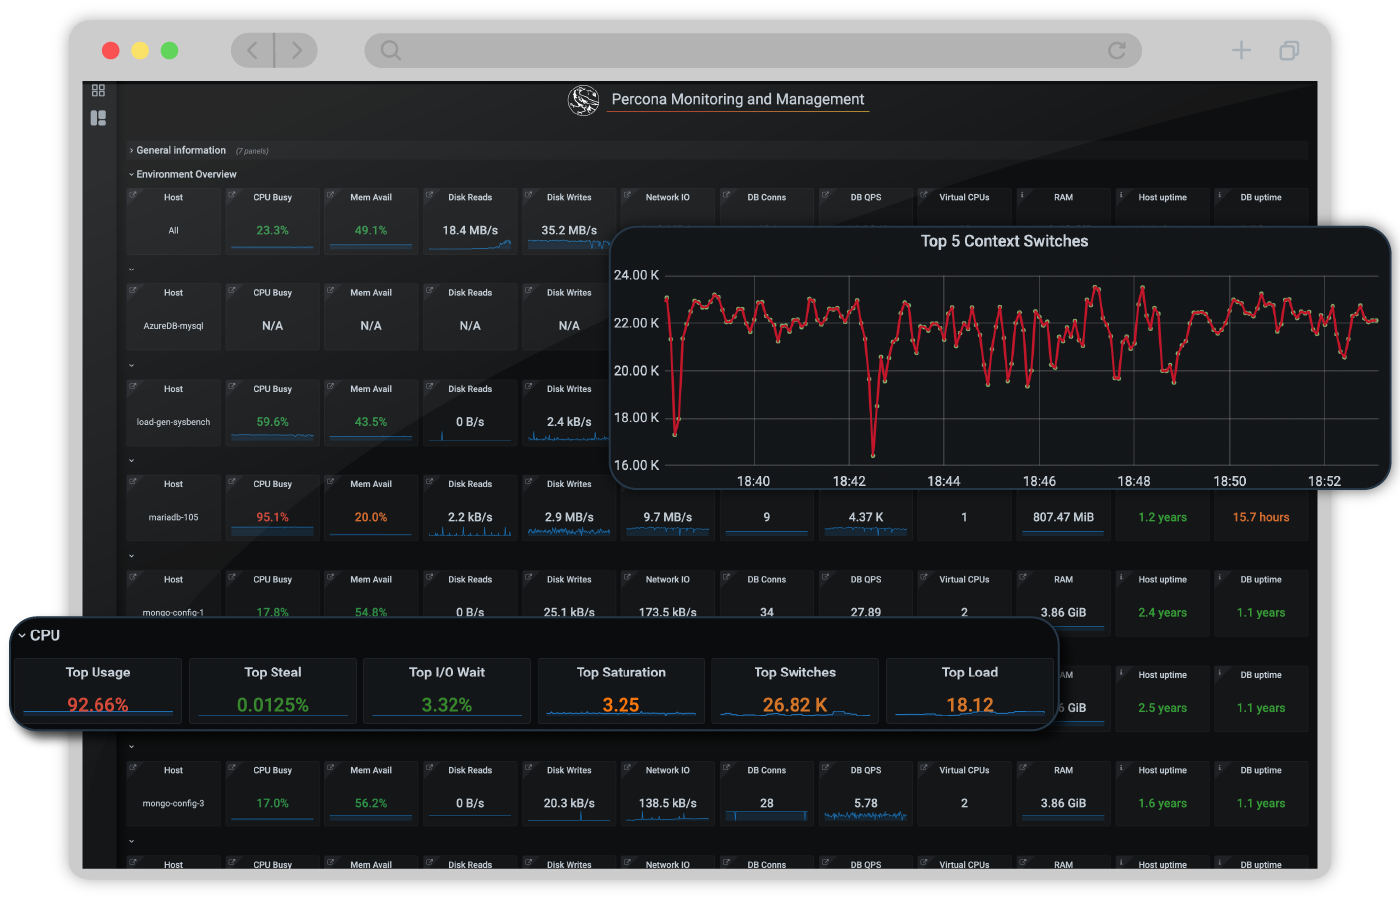 Percona Monitoring and Management
General information (7 panels)
Environment Overview
Host CPU Busy Mem Avail Disk Reads Disk Writes Network IO DB Conns DB QPS Virtual CPUs RAM Host uptime DB uptime
All 23.3% 49.1% 18.4 MB/s 35.2 MB/s
Host CPU Busy Mem Avail Disk Reads Disk Writes
AzureDB-mysql N/A N/A N/A N/A
Host CPU Busy Mem Avail Disk Reads Disk Writes
load-gen-sysbench 59.6% 43.5% 0 B/s 2.4 kB/s
Top 5 Context Switches
24.00 K
22.00 K
20.00 K
18.00 K
16.00 K
18:40 18:42 18:44 18:46 18:48 18:50 18:52
Host CPU Busy Mem Avail Disk Reads Disk Writes
mariadb-105 95.1% 20.0% 2.2 kB/s 2.9 MB/s 9.7 MB/s 9 4.37 K 1 807.47 MiB 1.2 years 15.7 hours
Host CPU Busy Mem Avail Disk Reads Disk Writes Network IO DB Conns DB QPS Virtual CPUs RAM Host uptime DB uptime
mongo-config-1 17.8% 54.8% 0 B/s 25.1 kB/s 173.5 kB/s 34 27.89 2 3.86 GiB 2.4 years 1.1 years
CPU
Top Usage Top Steal Top I/O Wait Top Saturation Top Switches Top Load
92.66% 0.0125% 3.32% 3.25 26.82 K 18.12
Host uptime DB uptime
GiB 2.5 years 1.1 years
Host CPU Busy Mem Avail Disk Reads Disk Writes Network IO DB Conns DB QPS Virtual CPUs RAM Host uptime DB uptime
mongo-config-3 17.0% 56.2% 0 B/s 20.3 kB/s 138.5 kB/s 28 5.78 2 3.86 GiB 1.6 years 1.1 years
Host CPU Busy Mem Avail Disk Reads Disk Writes Network IO DB Conns DB QPS Virtual CPUs RAM Host uptime DB uptime